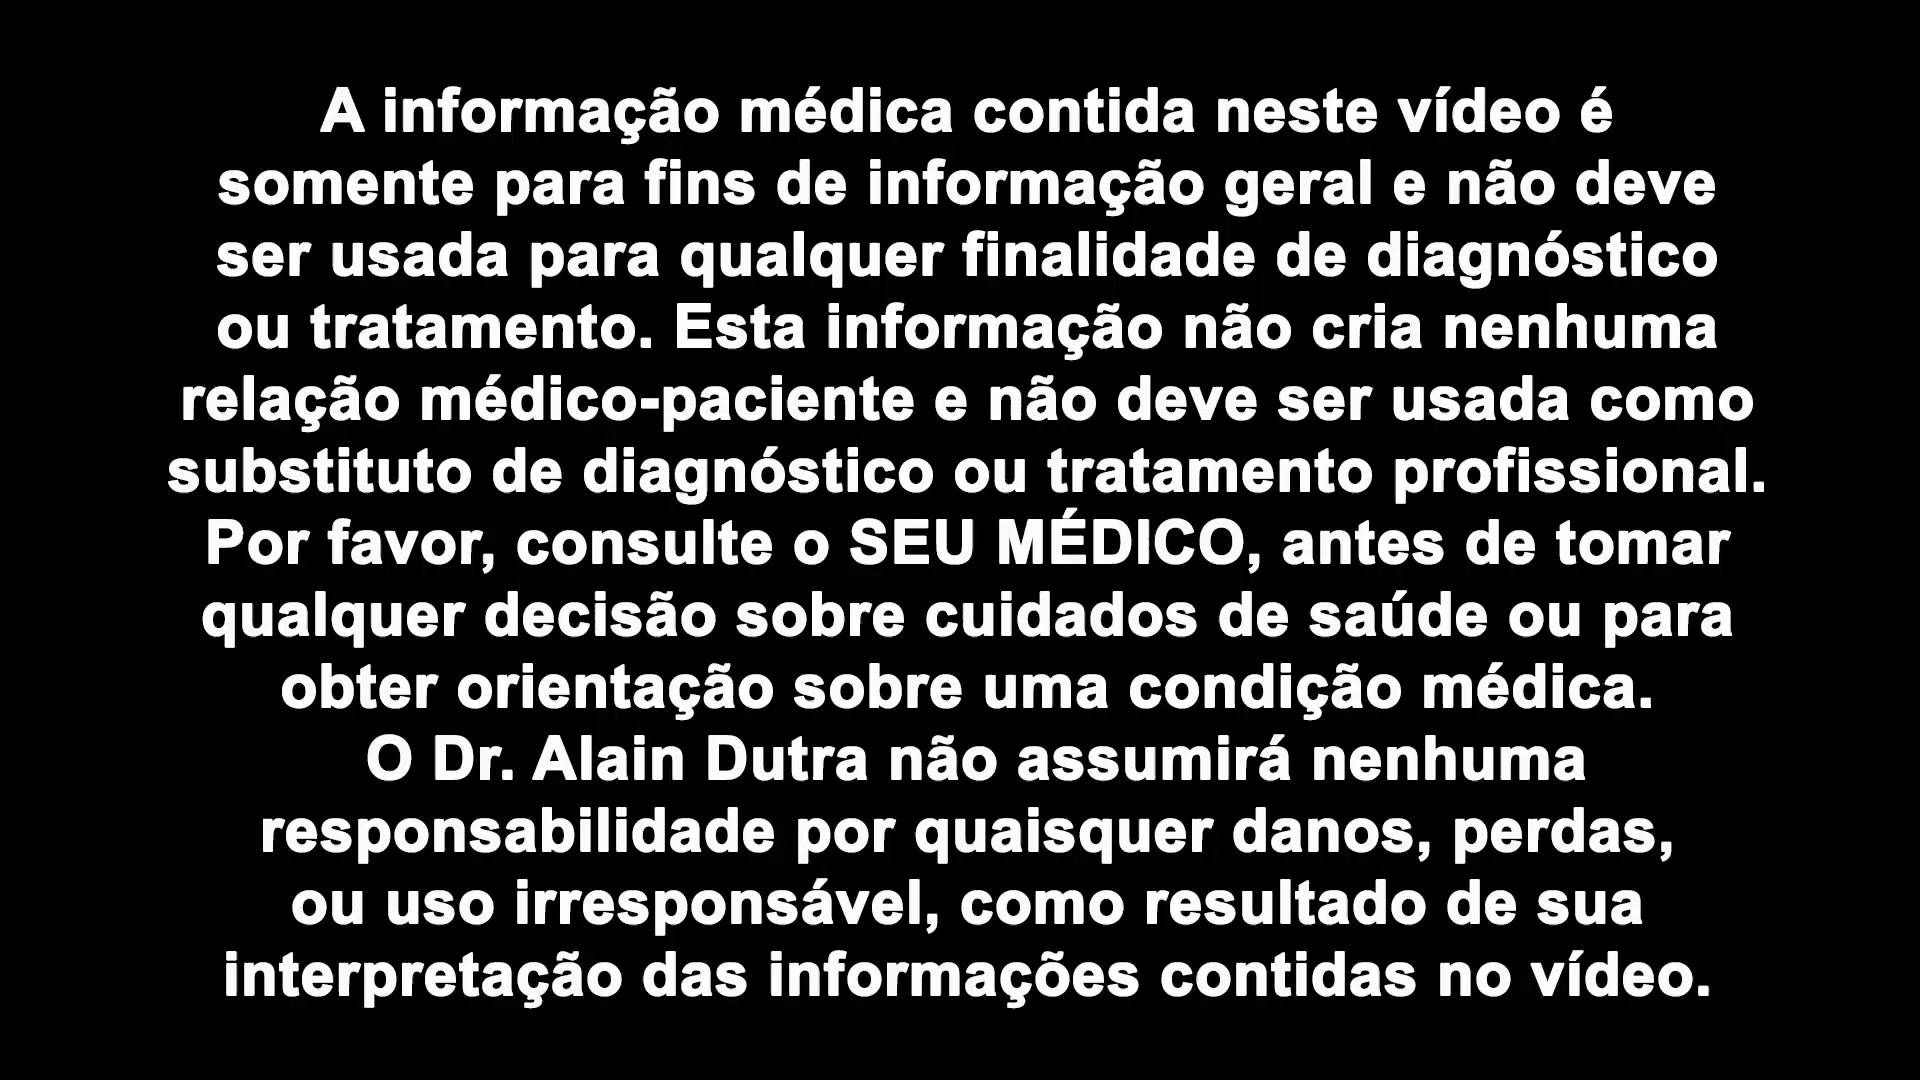 A informação médica contida neste vídeo é
somente para fins de informação geral e não deve
ser usada para qualquer finalidade de diagnóstico
ou tratamento. Esta informação não cria nenhuma
relação médico-paciente e não deve ser usada como
substituto de diagnóstico ou tratamento profissional.
Por favor, consulte o SEU MÉDICO, antes de tomar
qualquer decisão sobre cuidados de saúde ou para
obter orientação sobre uma condição médica.
O Dr. Alain Dutra não assumirá nenhuma
responsabilidade por quaisquer danos, perdas,
ou uso irresponsável, como resultado de sua
interpretação das informações contidas no vídeo.